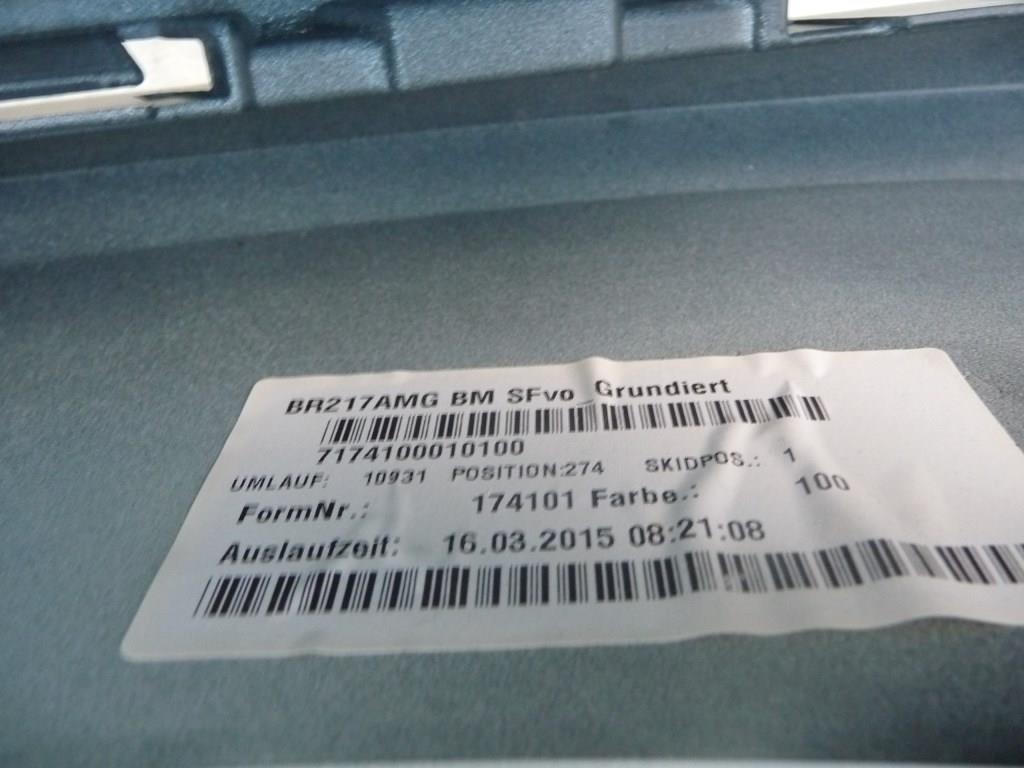 BR217AMG BM SFvo_Grundiert
7174100010100
UMLAUF: 10931 POSITION:274 SKIDPOS.: 1
FormNr.: 174101 Farbe.: 100
Auslaufzeit: 16.03.2015 08:21:08